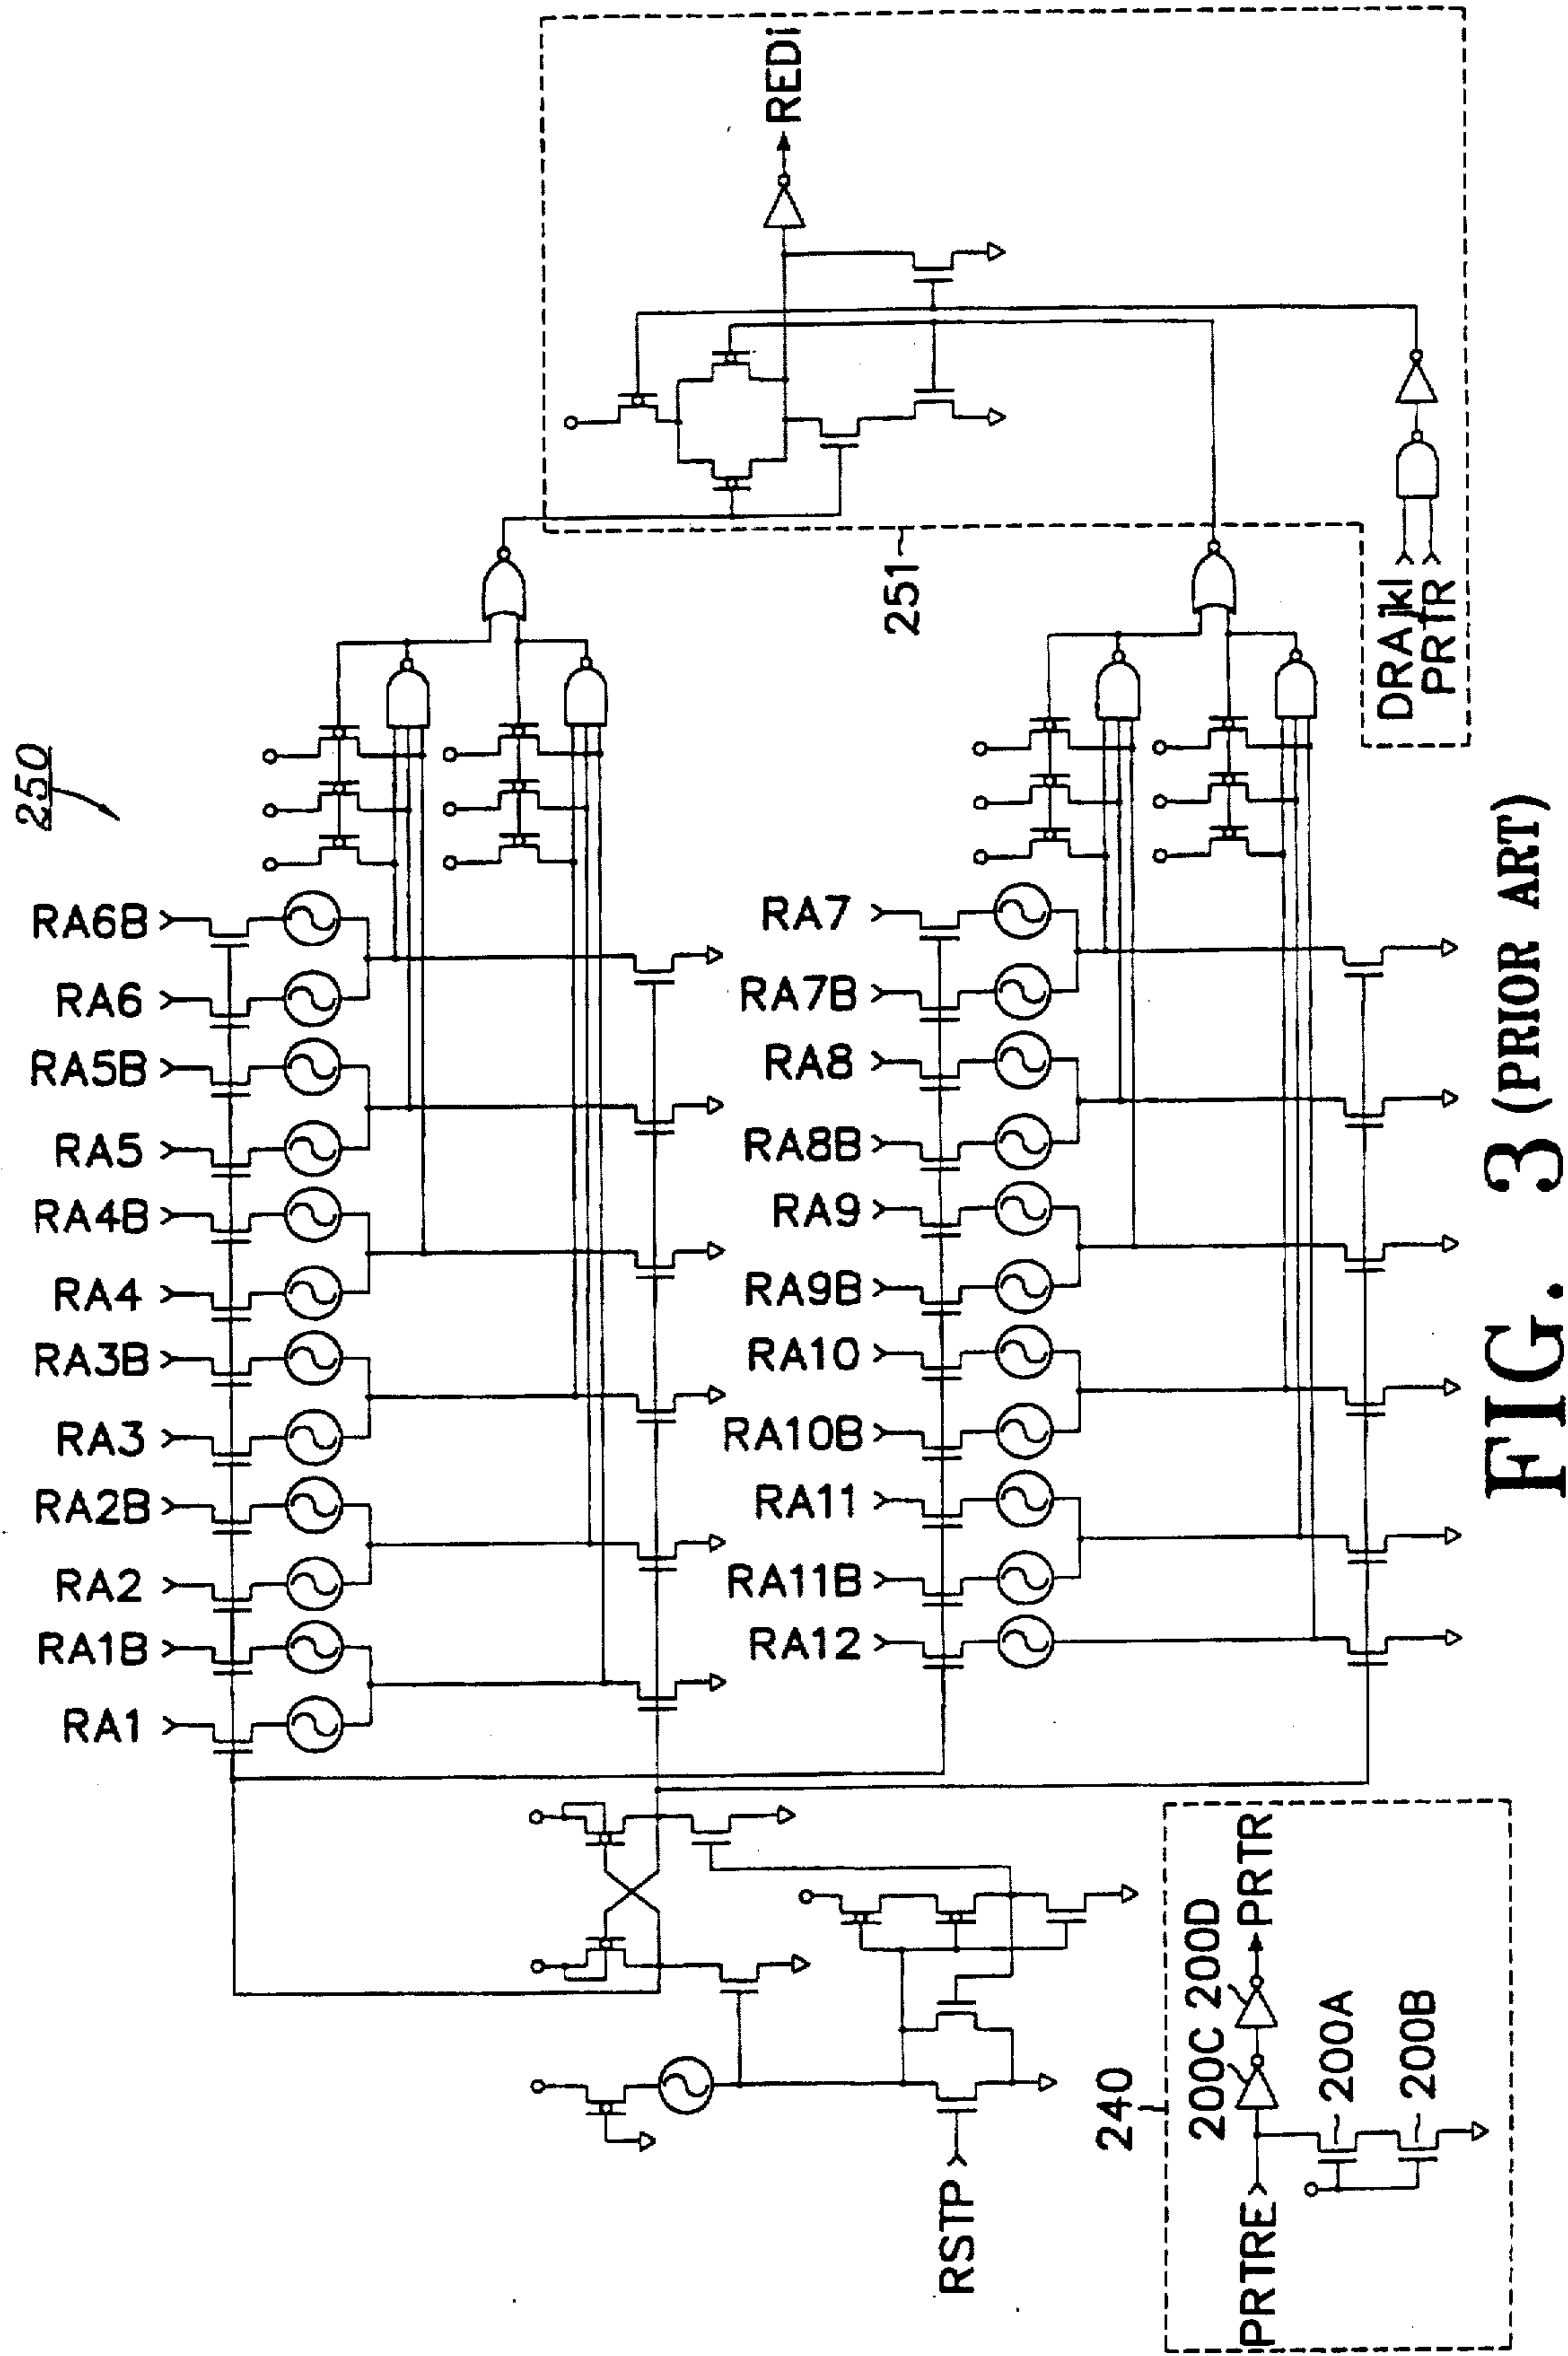 250
RA6B
RA6
RA5B
RA5
RA4B
RA4
RA3B
RA3
RA2B
RA2
RA1B
RA1
REDi
251
RA7
RA7B
RA8
RA8B
RA9
RA9B
RA10
RA10B
RA11
RA11B
RA12
DRAjkl
PRTR
RSTP
240
PRTRE
200C
200D
PRTR
200A
200B
FIG. 3 (PRIOR ART)